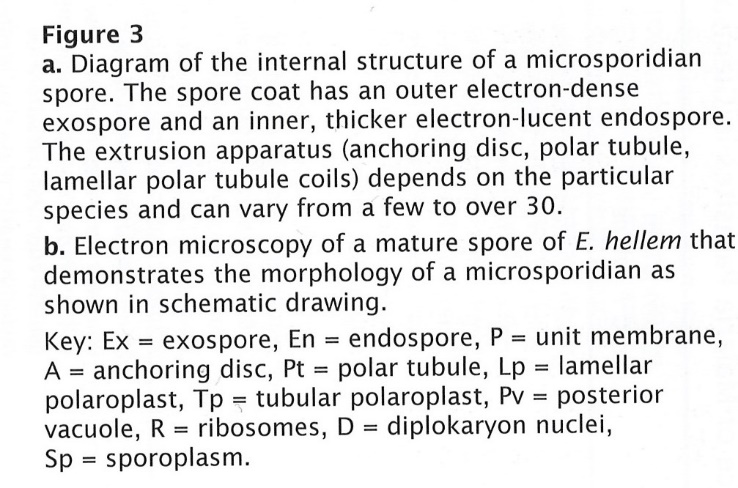 Figure 3
a. Diagram of the internal structure of a microsporidian
spore. The spore coat has an outer electron-dense
exospore and an inner, thicker electron-lucent endospore.
The extrusion apparatus (anchoring disc, polar tubule,
lamellar polar tubule coils) depends on the particular
species and can vary from a few to over 30.
b. Electron microscopy of a mature spore of E. hellem that
demonstrates the morphology of a microsporidian as
shown in schematic drawing.
Key: Ex = exospore, En = endospore, P = unit membrane,
A = anchoring disc, Pt = polar tubule, Lp = lamellar
polaroplast, Tp = tubular polaroplast, Pv = posterior
vacuole, R = ribosomes, D = diplokaryon nuclei,
Sp = sporoplasm.